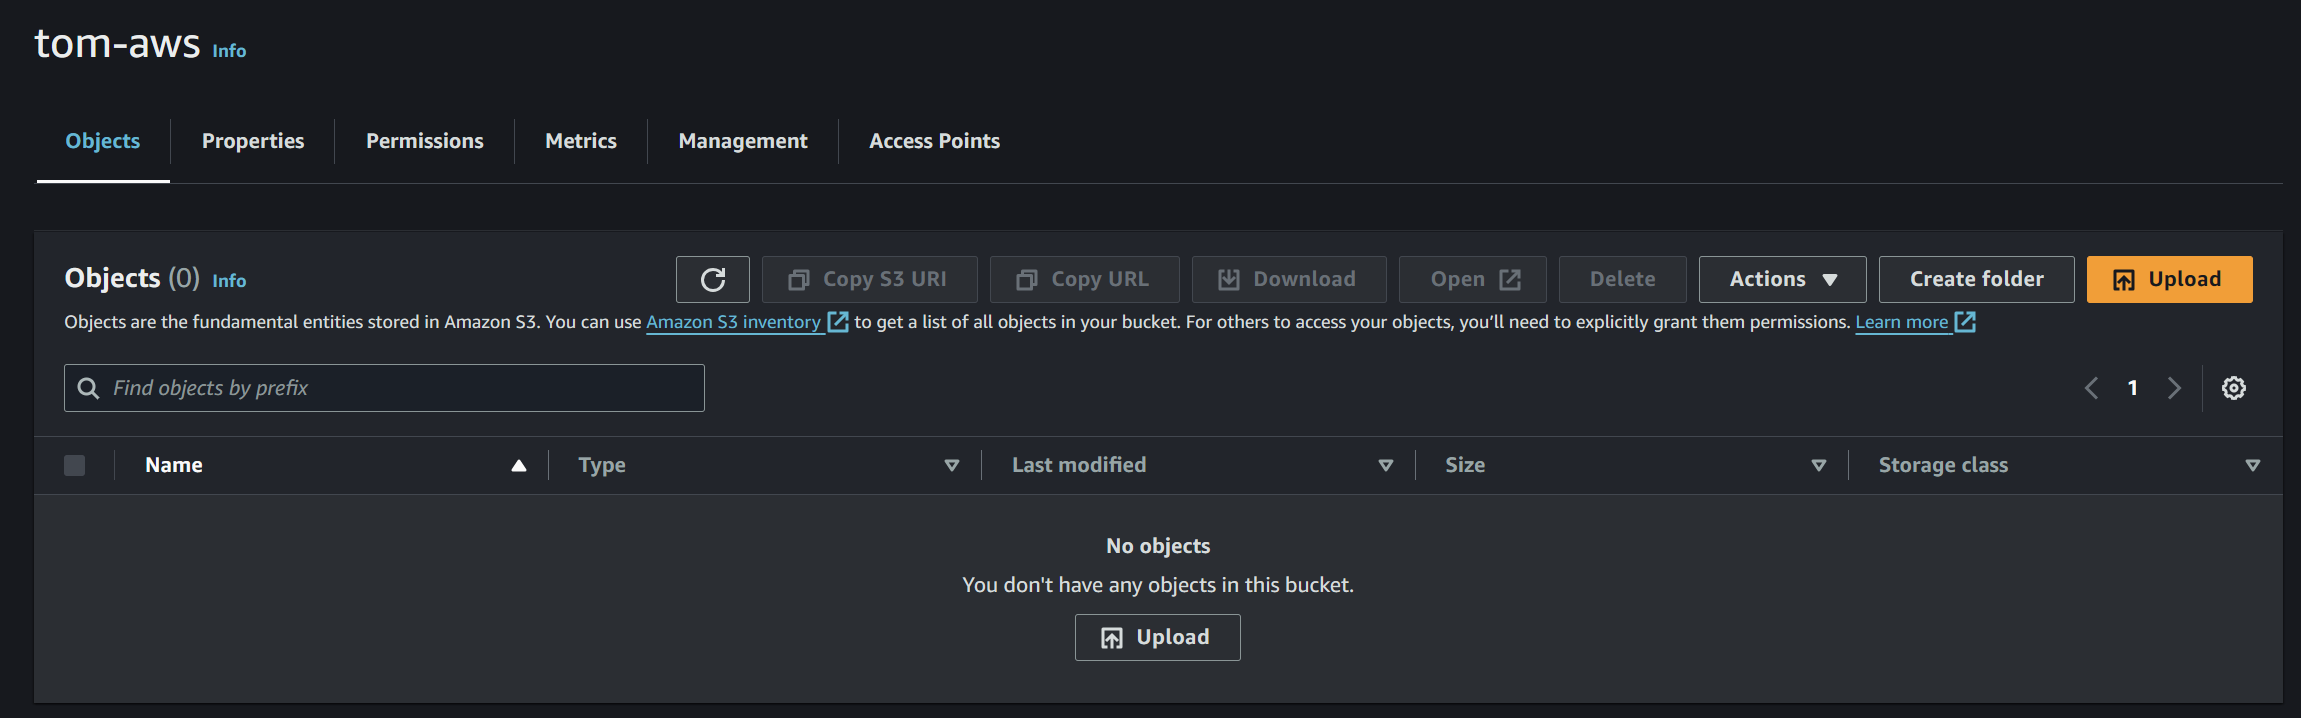 tom-aws Info
Objects Properties Permissions Metrics Management Access Points
Objects (0) Info Copy S3 URI Copy URL Download Open Delete Actions Create folder Upload
Objects are the fundamental entities stored in Amazon S3. You can use Amazon S3 inventory to get a list of all objects in your bucket. For others to access your objects, you’ll need to explicitly grant them permissions. Learn more
Find objects by prefix 1
Name Type Last modified Size Storage class
No objects
You don't have any objects in this bucket.
Upload